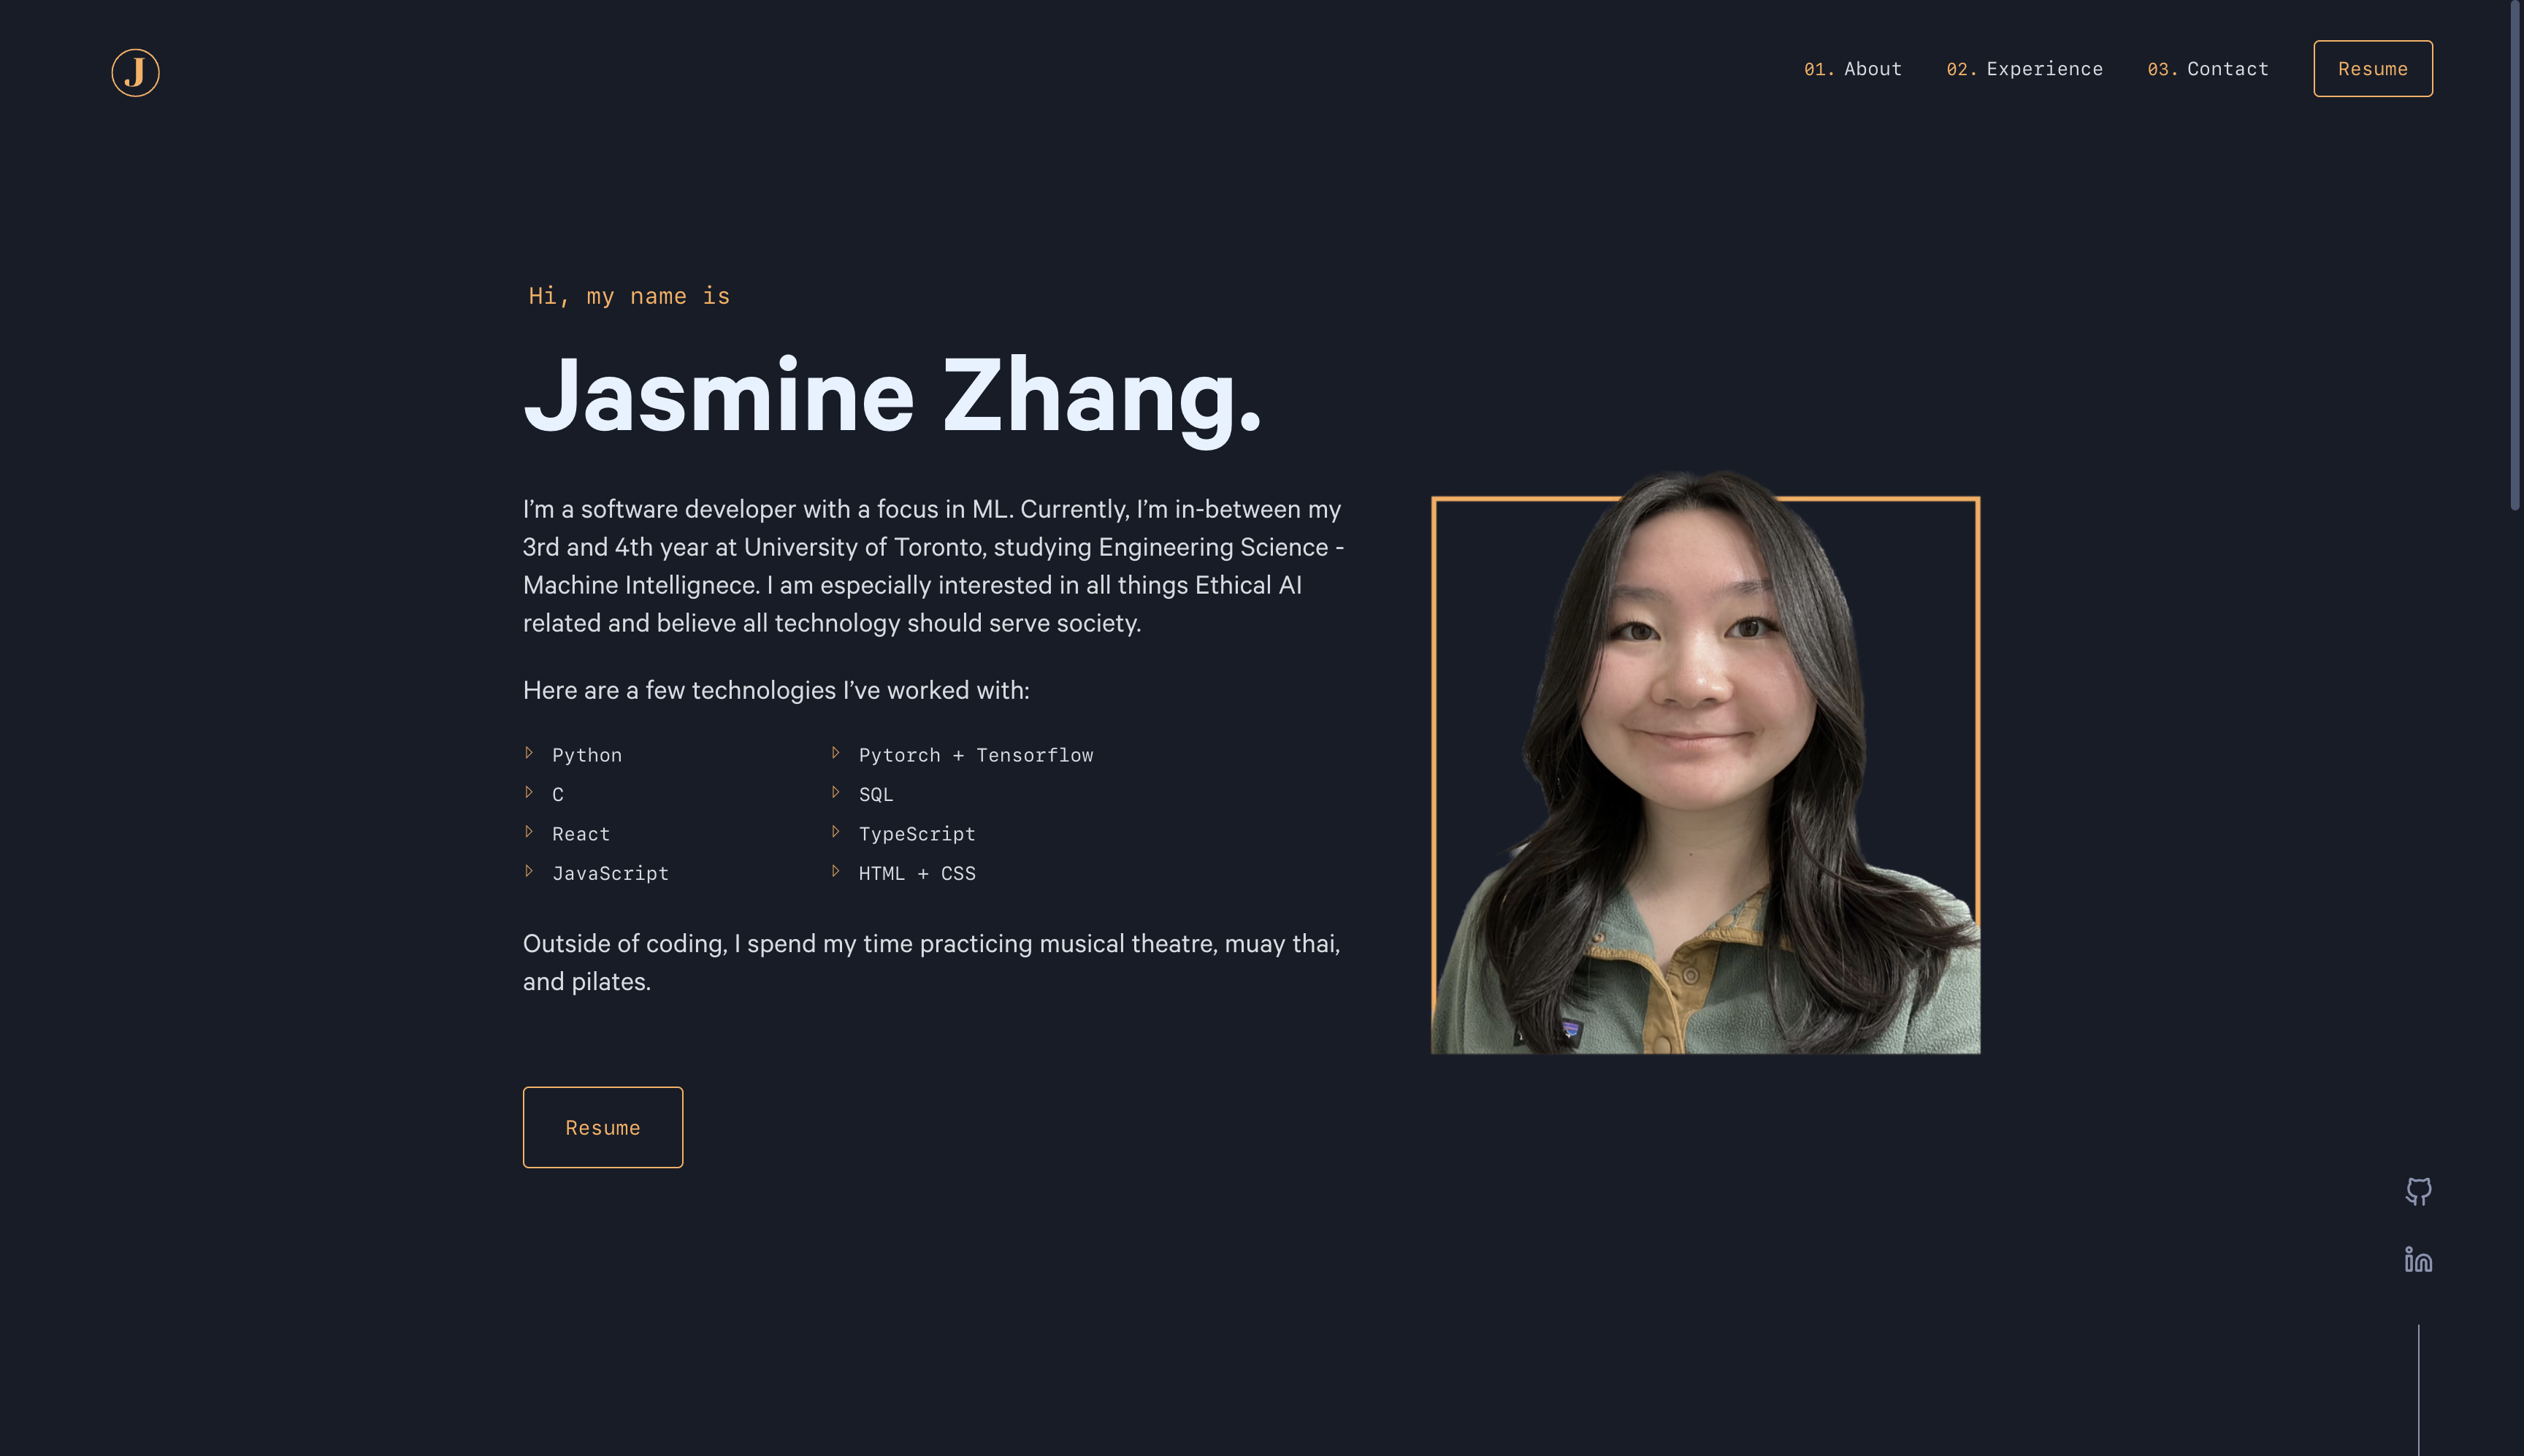 J
01. About 02. Experience 03. Contact Resume
Hi, my name is
Jasmine Zhang.
I’m a software developer with a focus in ML. Currently, I’m in-between my
3rd and 4th year at University of Toronto, studying Engineering Science -
Machine Intellignece. I am especially interested in all things Ethical AI
related and believe all technology should serve society.
Here are a few technologies I’ve worked with:
Python Pytorch + Tensorflow
C SQL
React TypeScript
JavaScript HTML + CSS
Outside of coding, I spend my time practicing musical theatre, muay thai,
and pilates.
Resume
in